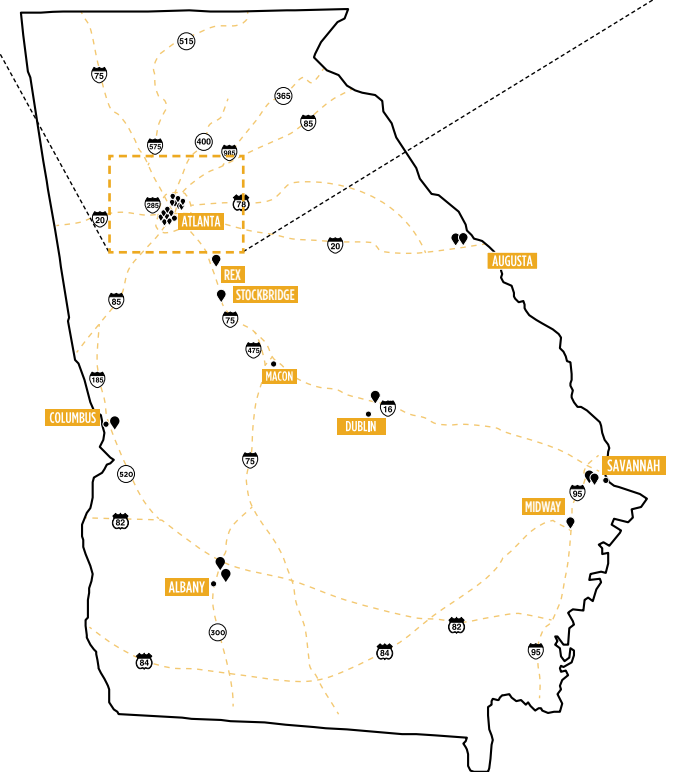 515
75
365
85
400
575
985
285
78
20
ATLANTA
20
AUGUSTA
REX
STOCKBRIDGE
85
75
475
MACON
185
16
COLUMBUS
DUBLIN
75
SAVANNAH
520
95
MIDWAY
82
ALBANY
300
82
84
84
95